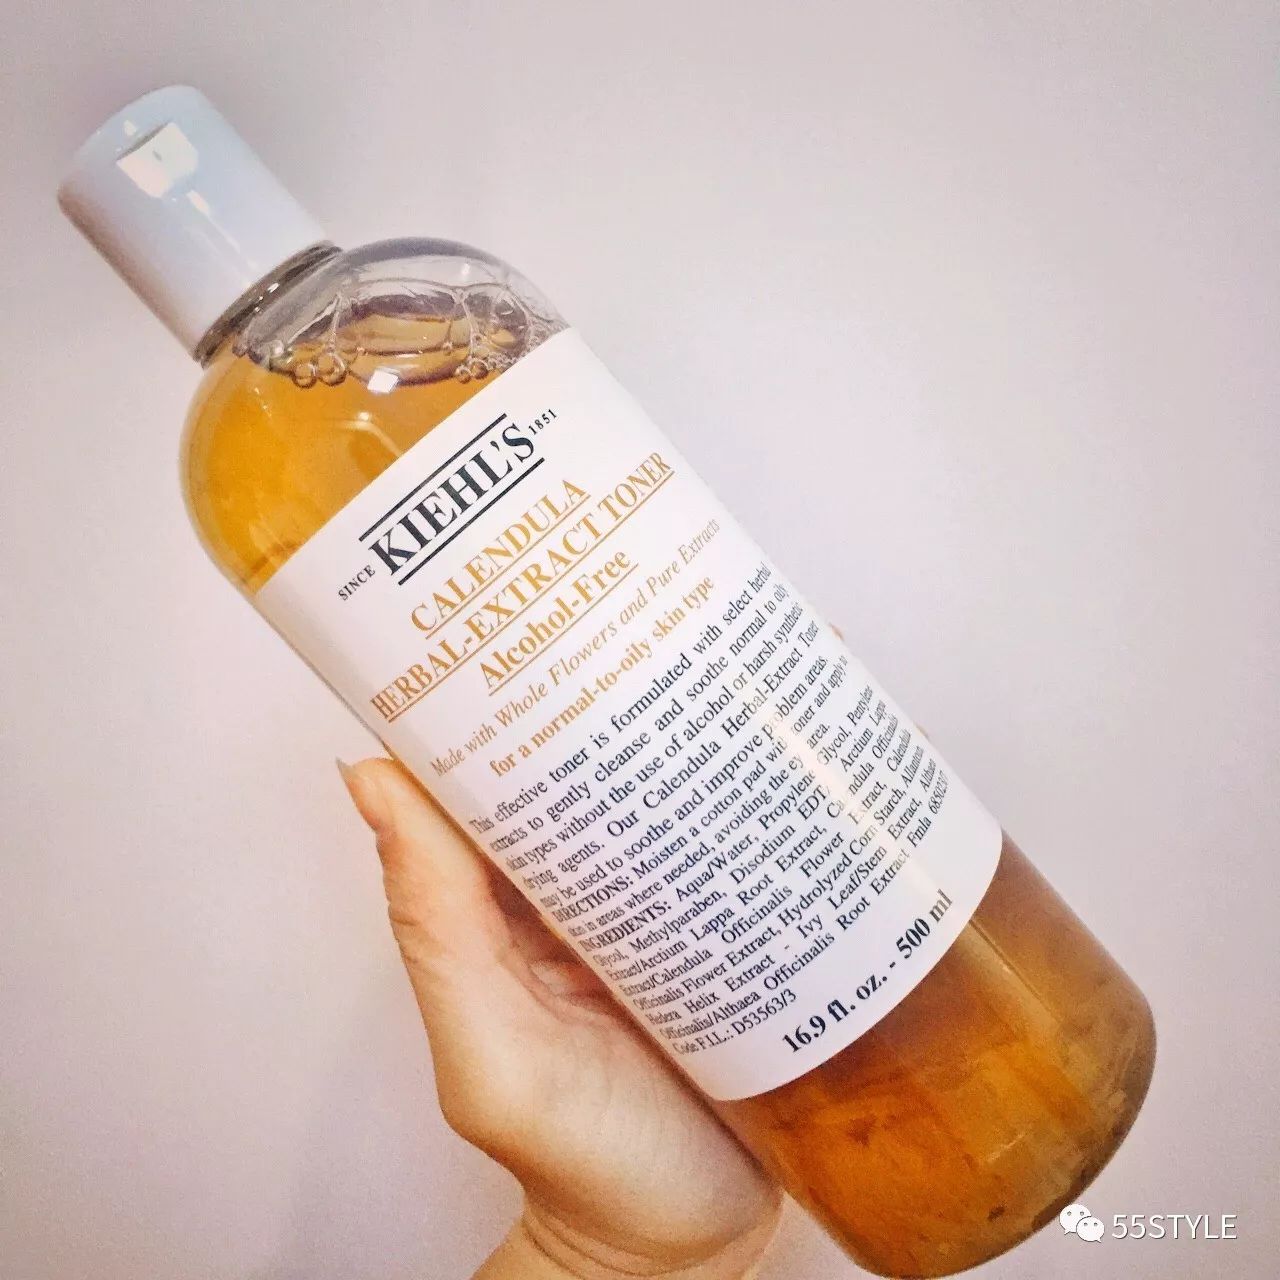 SINCE KIEHL'S 1851
CALENDULA
HERBAL-EXTRACT TONER
Alcohol-Free
Made with Whole Flowers and Pure Extracts
for a normal-to-oily skin type
This effective toner is formulated with select herbal
extracts to gently cleanse and soothe normal to oily
skin types without the use of alcohol or harsh synthetic
drying agents. Our Calendula Herbal-Extract Toner
may be used to soothe and improve problem areas.
DIRECTIONS: Moisten a cotton pad with toner and apply to
skin in areas where needed, avoiding the eye area.
INGREDIENTS: Aqua/Water, Propylene Glycol, Pentylene
Glycol, Methylparaben, Disodium EDTA, Arctium Lappa
Extract/Arctium Lappa Root Extract, Calendula Officinalis
Extract/Calendula Officinalis Flower Extract, Calendula
Officinalis Flower Extract, Hydrolyzed Corn Starch, Allantoin,
Hedera Helix Extract - Ivy Leaf/Stem Extract, Althea
Officinalis/Althaea Officinalis Root Extract Fmla 685023
Code F.I.L.: D53563/3
16.9 fl. oz. - 500 ml
55STYLE